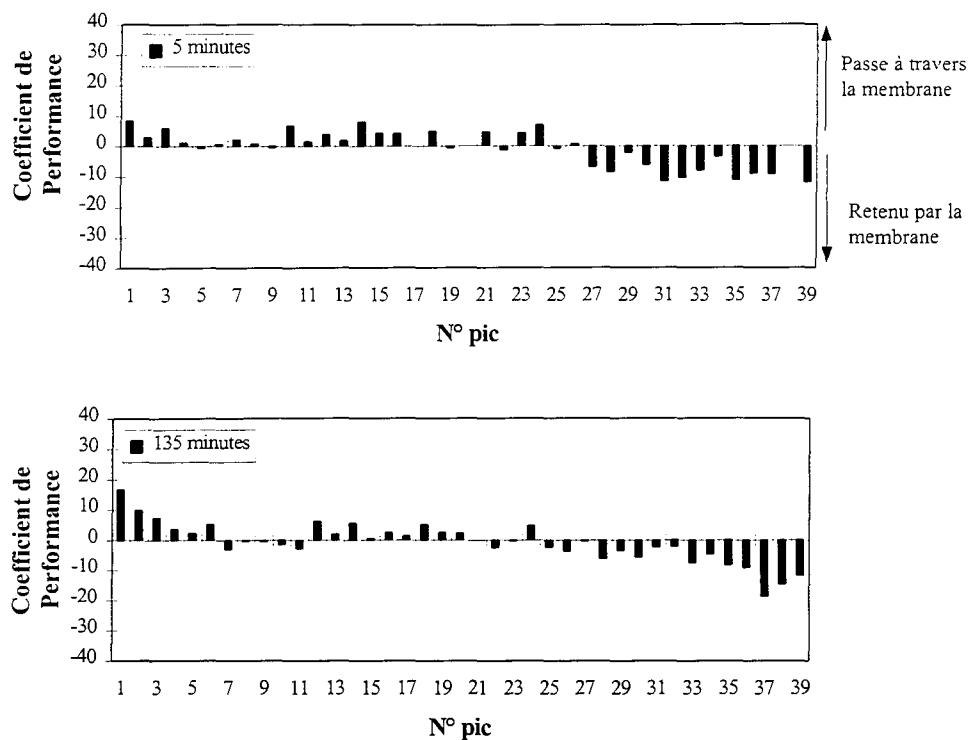 40
30
20
10
0
-10
-20
-30
-40
Coefficient de
Performance
5 minutes
Passe à travers
la membrane
Retenu par la
membrane
1 3 5 7 9 11 13 15 17 19 21 23 25 27 29 31 33 35 37 39
N° pic
40
30
20
10
0
-10
-20
-30
-40
Coefficient de
Performance
135 minutes
1 3 5 7 9 11 13 15 17 19 21 23 25 27 29 31 33 35 37 39
N° pic